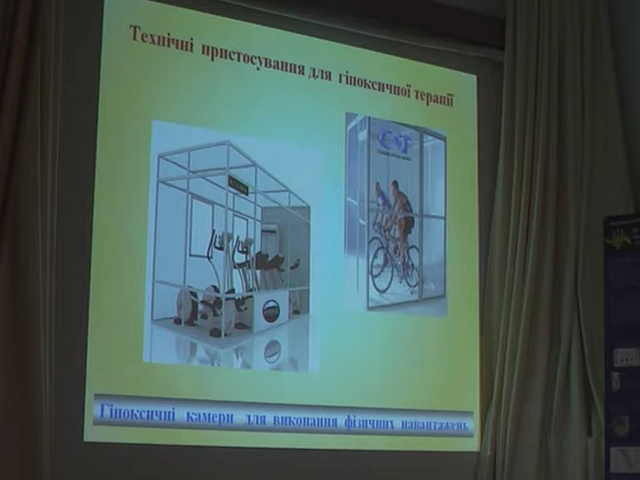 Технічні пристосування для гіпоксичної терапії
Гіпоксичні камери для виконання фізичних навантажень